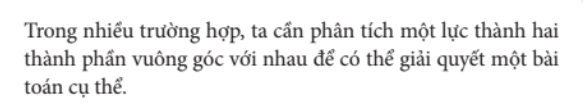 Trong nhiều trường hợp, ta cần phân tích một lực thành hai
thành phần vuông góc với nhau để có thể giải quyết một bài
toán cụ thể.